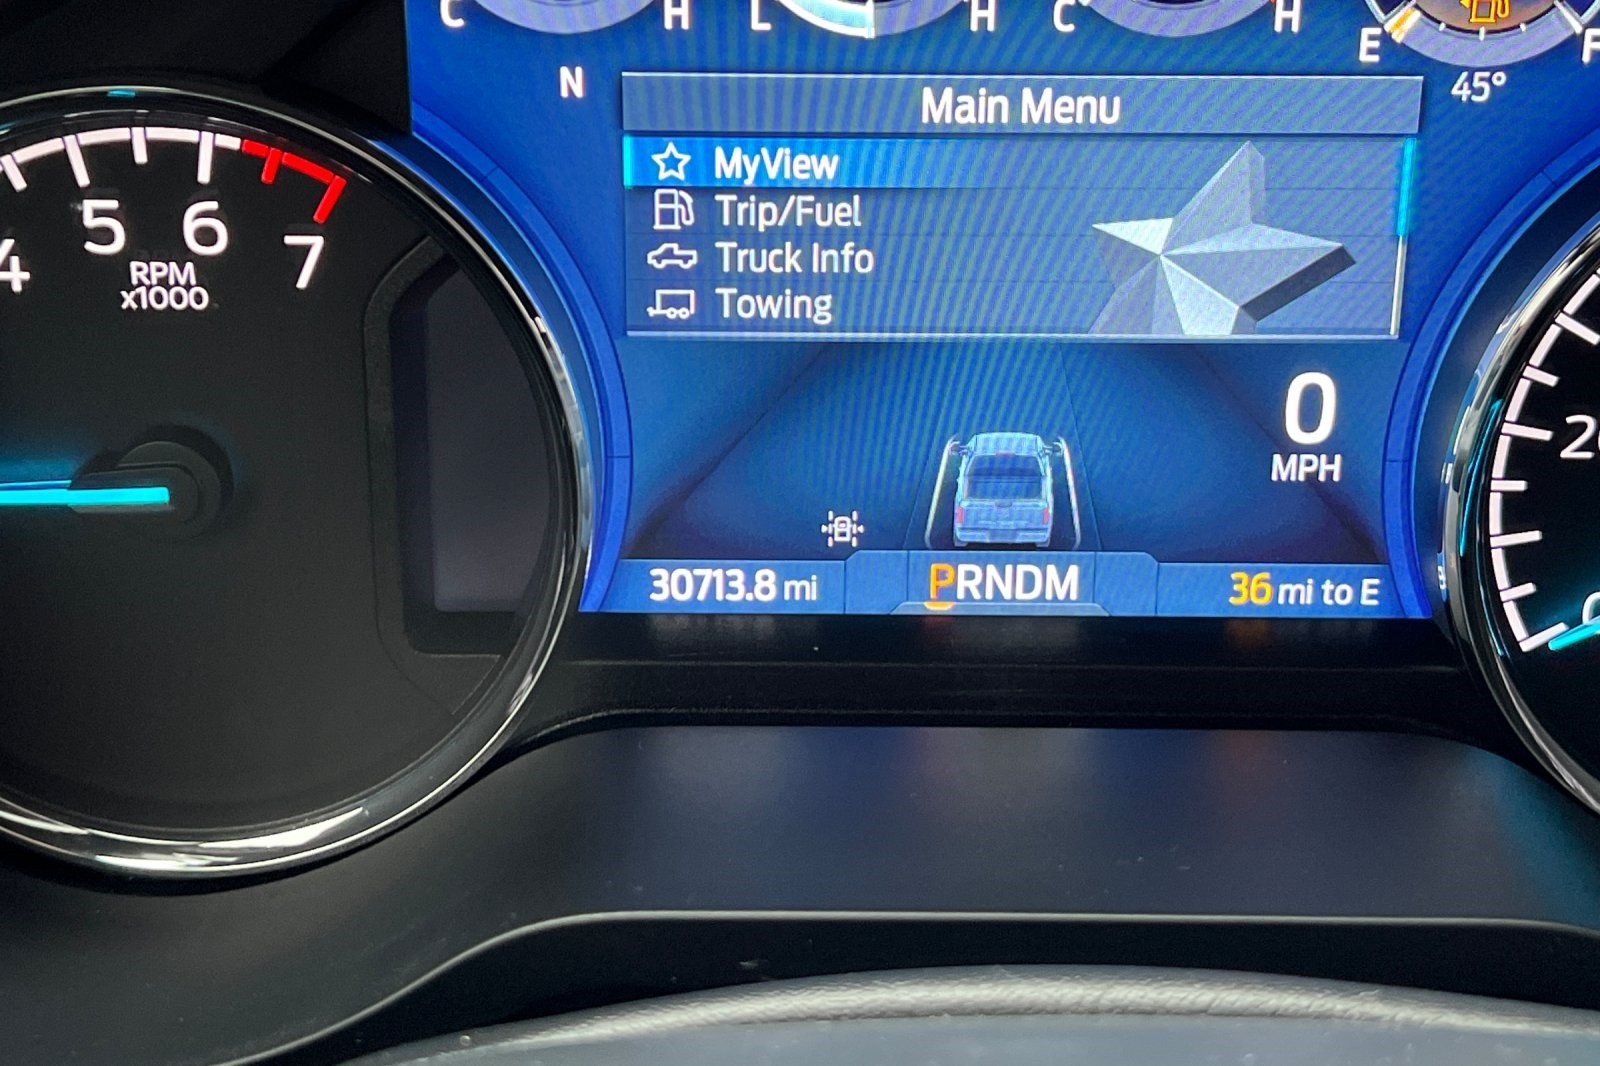 C H L H C H E F
N
45°
Main Menu
MyView
Trip/Fuel
Truck Info
Towing
4 5 6 7
RPM
x1000
0
MPH
30713.8 mi
PRNDM
36 mi to E